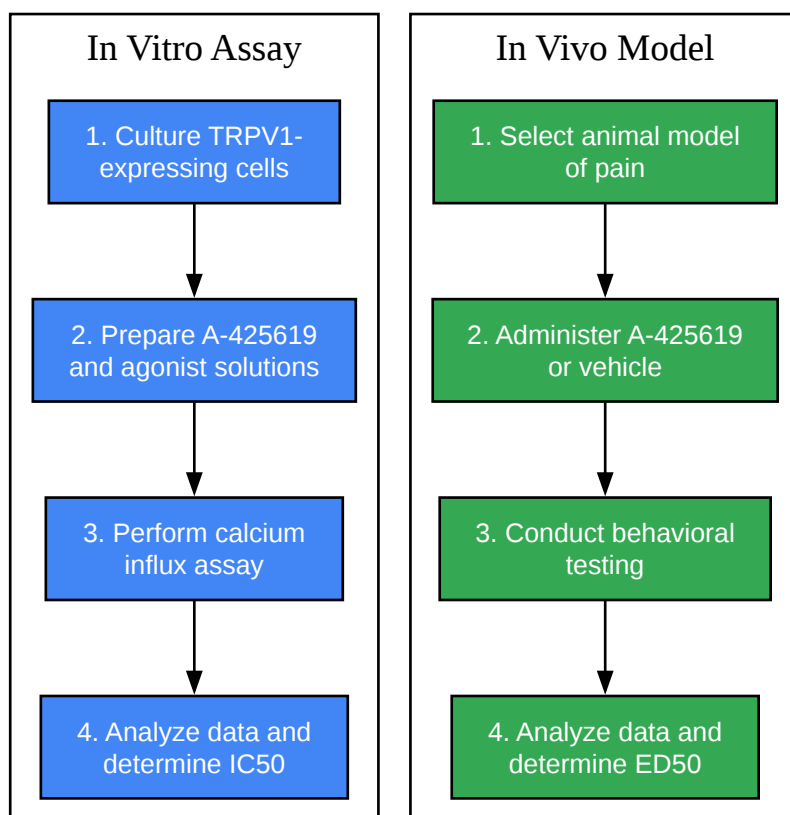 In Vitro Assay
1. Culture TRPV1-
expressing cells
2. Prepare A-425619
and agonist solutions
3. Perform calcium
influx assay
4. Analyze data and
determine IC50
In Vivo Model
1. Select animal model
of pain
2. Administer A-425619
or vehicle
3. Conduct behavioral
testing
4. Analyze data and
determine ED50